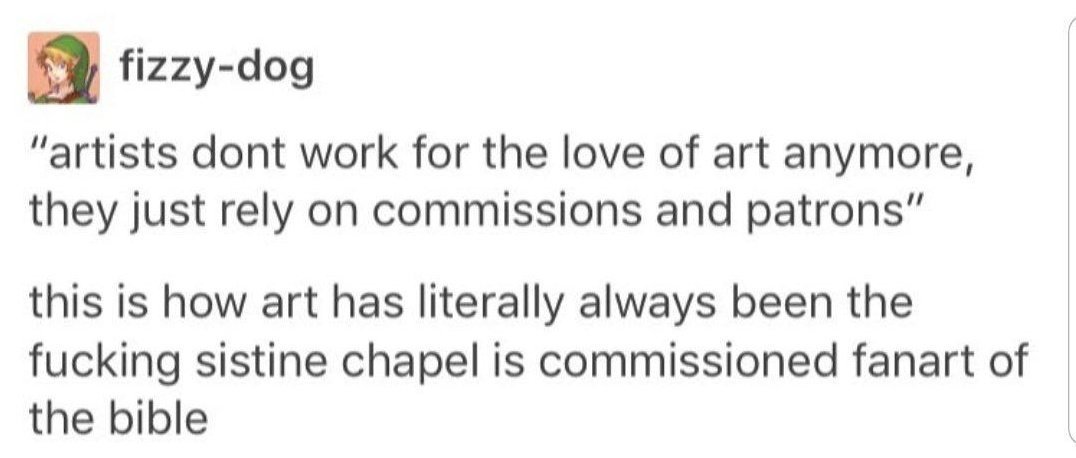 fizzy-dog
"artists dont work for the love of art anymore,
they just rely on commissions and patrons"
this is how art has literally always been the
fucking sistine chapel is commissioned fanart of
the bible